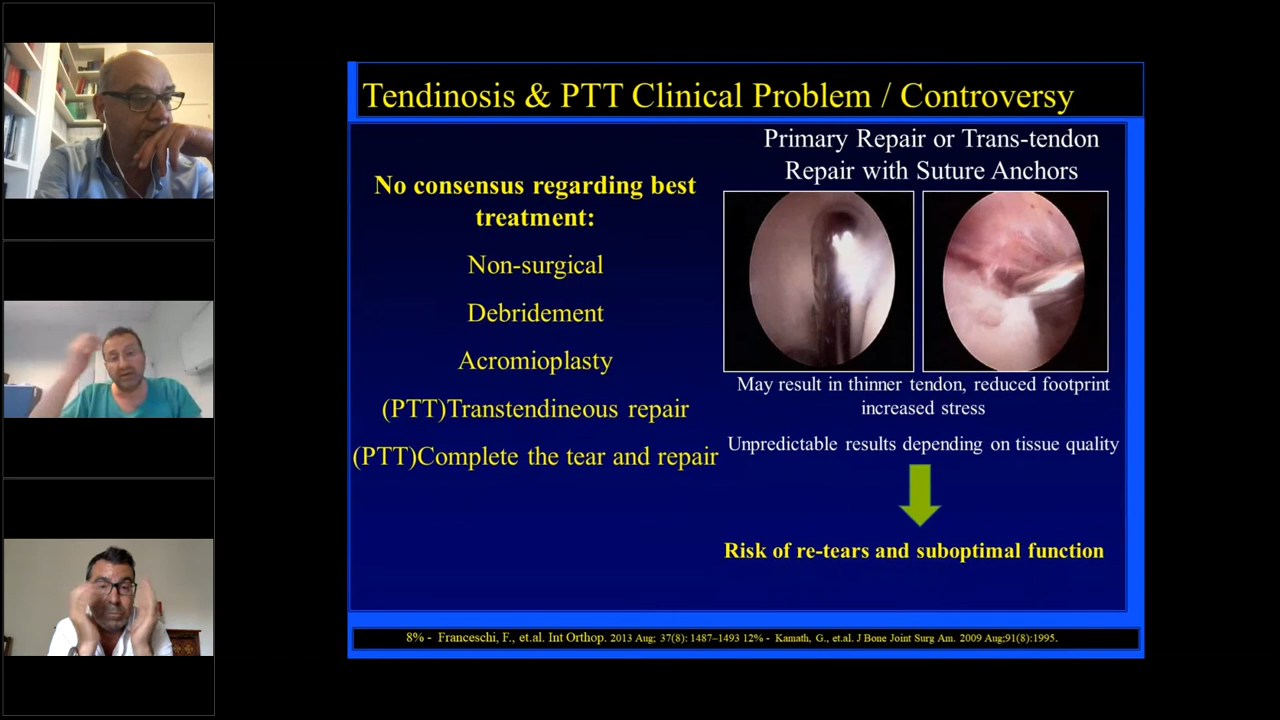 Tendinosis & PTT Clinical Problem / Controversy
No consensus regarding best
treatment:
Non-surgical
Debridement
Acromioplasty
(PTT)Transtendineous repair
(PTT)Complete the tear and repair
Primary Repair or Trans-tendon
Repair with Suture Anchors
May result in thinner tendon, reduced footprint
increased stress
Unpredictable results depending on tissue quality
Risk of re-tears and suboptimal function
8% - Franceschi, F., et.al. Int Orthop. 2013 Aug; 37(8): 1487–1493 12% - Kamath, G., et.al. J Bone Joint Surg Am. 2009 Aug;91(8):1995.